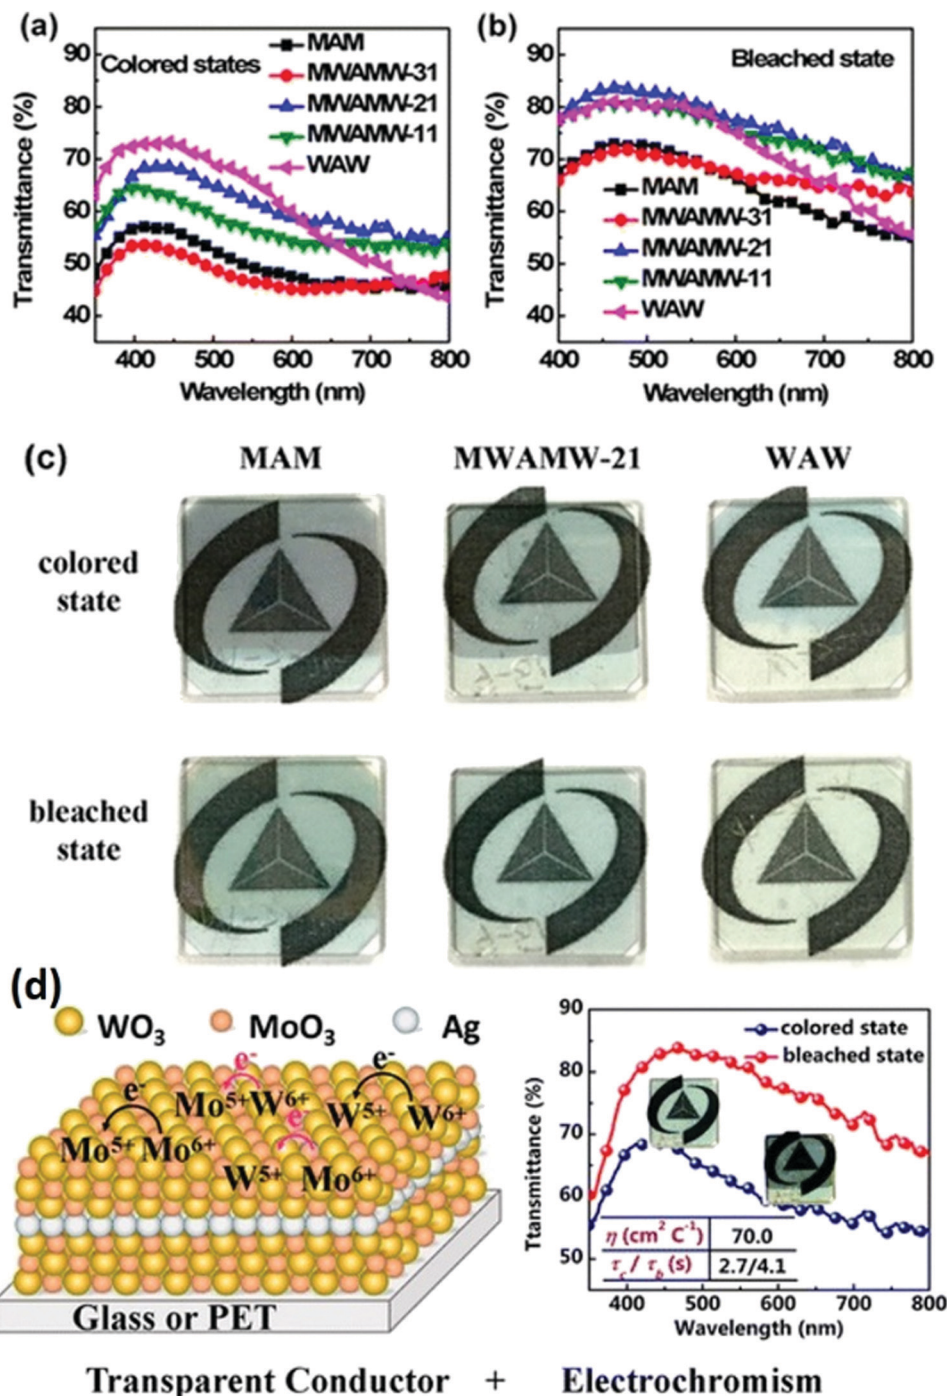 (a)
Colored states
MAM
MWAMW-31
MWAMW-21
MWAMW-11
WAW
90
80
70
60
50
40
Transmittance (%)
400 500 600 700 800
Wavelength (nm)
(b)
Bleached state
MAM
MWAMW-31
MWAMW-21
MWAMW-11
WAW
90
80
70
60
50
40
Transmittance (%)
400 500 600 700 800
Wavelength (nm)
(c)
MAM MWAMW-21 WAW
colored
state
bleached
state
(d)
WO3 MoO3 Ag
e- e- e-
Mo5+ W6+
e-
W5+ W6+
Mo5+ Mo6+
W5+ Mo6+
Glass or PET
90
80
70
60
50
Ttansmittance (%)
colored state
bleached state
η (cm² C⁻¹) 70.0
τc / τb (s) 2.7/4.1
400 500 600 700 800
Wavelength (nm)
Transparent Conductor + Electrochromism